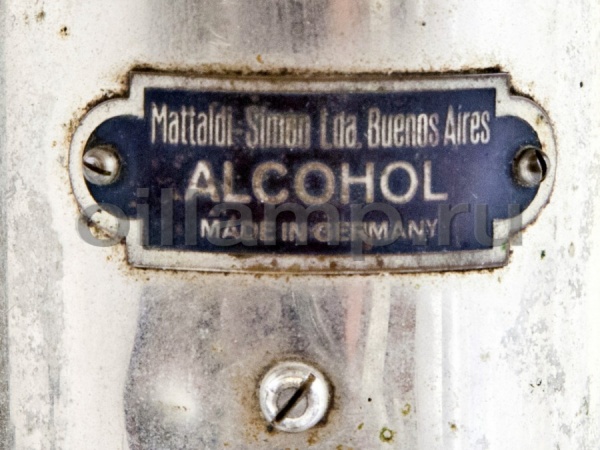 Mattaldi-Simon Lda, Buenos Aires
ALCOHOL
MADE IN GERMANY
oillamp.ru